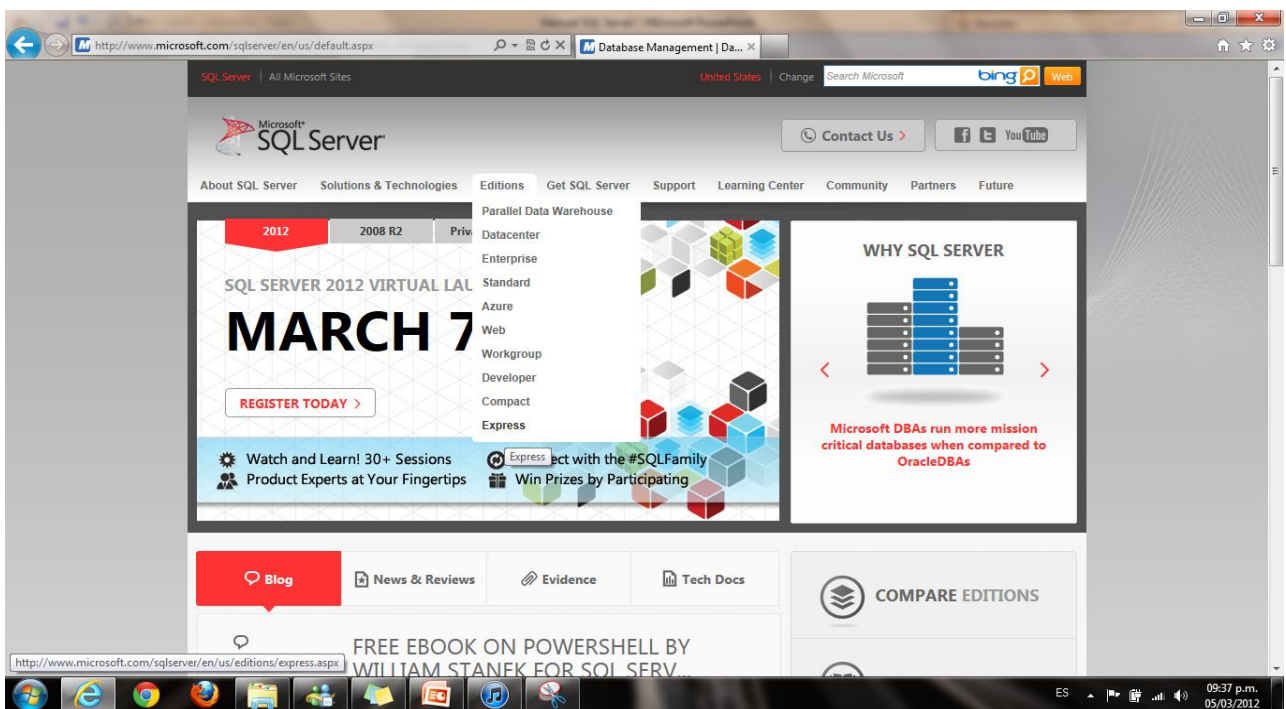 http://www.microsoft.com/sqlserver/en/us/default.aspx
Database Management | Da...
SQL Server | All Microsoft Sites
United States | Change
Search Microsoft
bing
Web
Microsoft®
SQL Server
Contact Us >
You Tube
About SQL Server
Solutions & Technologies
Editions
Get SQL Server
Support
Learning Center
Community
Partners
Future
Parallel Data Warehouse
Datacenter
Enterprise
Standard
Azure
Web
Workgroup
Developer
Compact
Express
Express
2012
2008 R2
Priv
SQL SERVER 2012 VIRTUAL LAU
MARCH 7
REGISTER TODAY >
Watch and Learn! 30+ Sessions
ect with the #SQLFamily
Product Experts at Your Fingertips
Win Prizes by Participating
WHY SQL SERVER
Microsoft DBAs run more mission
critical databases when compared to
OracleDBAs
Blog
News & Reviews
Evidence
Tech Docs
COMPARE EDITIONS
FREE EBOOK ON POWERSHELL BY
WILLIAM STANEK FOR SQL SERV...
http://www.microsoft.com/sqlserver/en/us/editions/express.aspx
ES
09:37 p.m.
05/03/2012